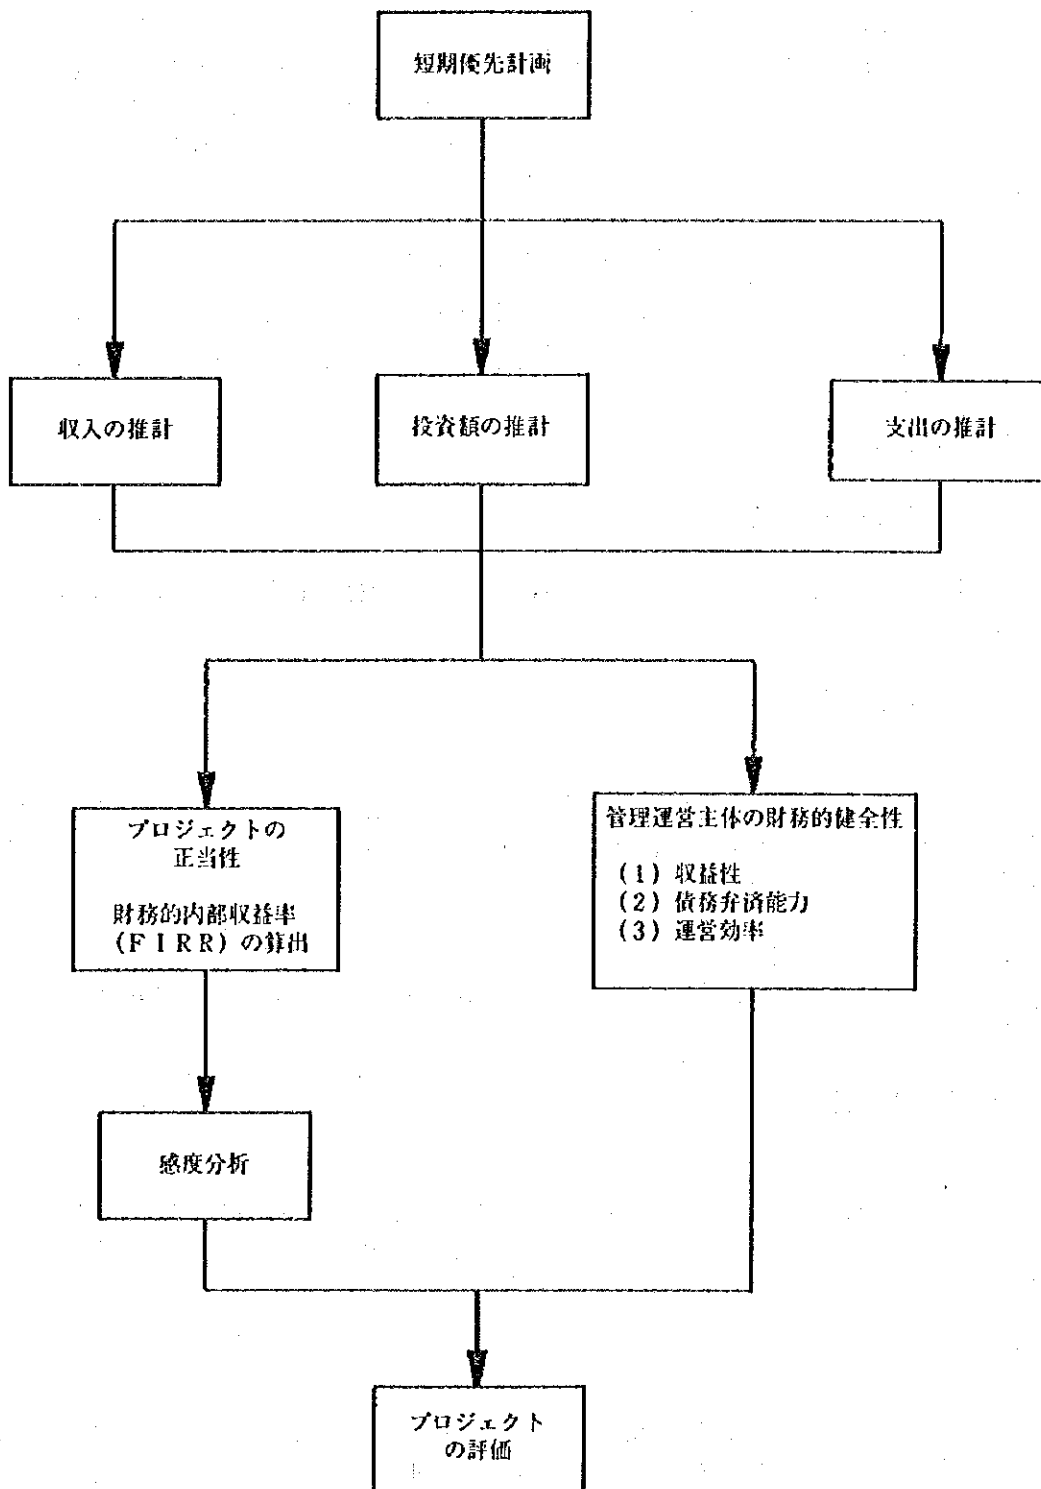 短期優先計画
収入の推計
投資額の推計
支出の推計
プロジェクトの
正当性
財務的内部収益率
(FIRR)の算出
管理運営主体の財務的健全性
(1) 収益性
(2) 債務弁済能力
(3) 運営効率
感度分析
プロジェクト
の評価